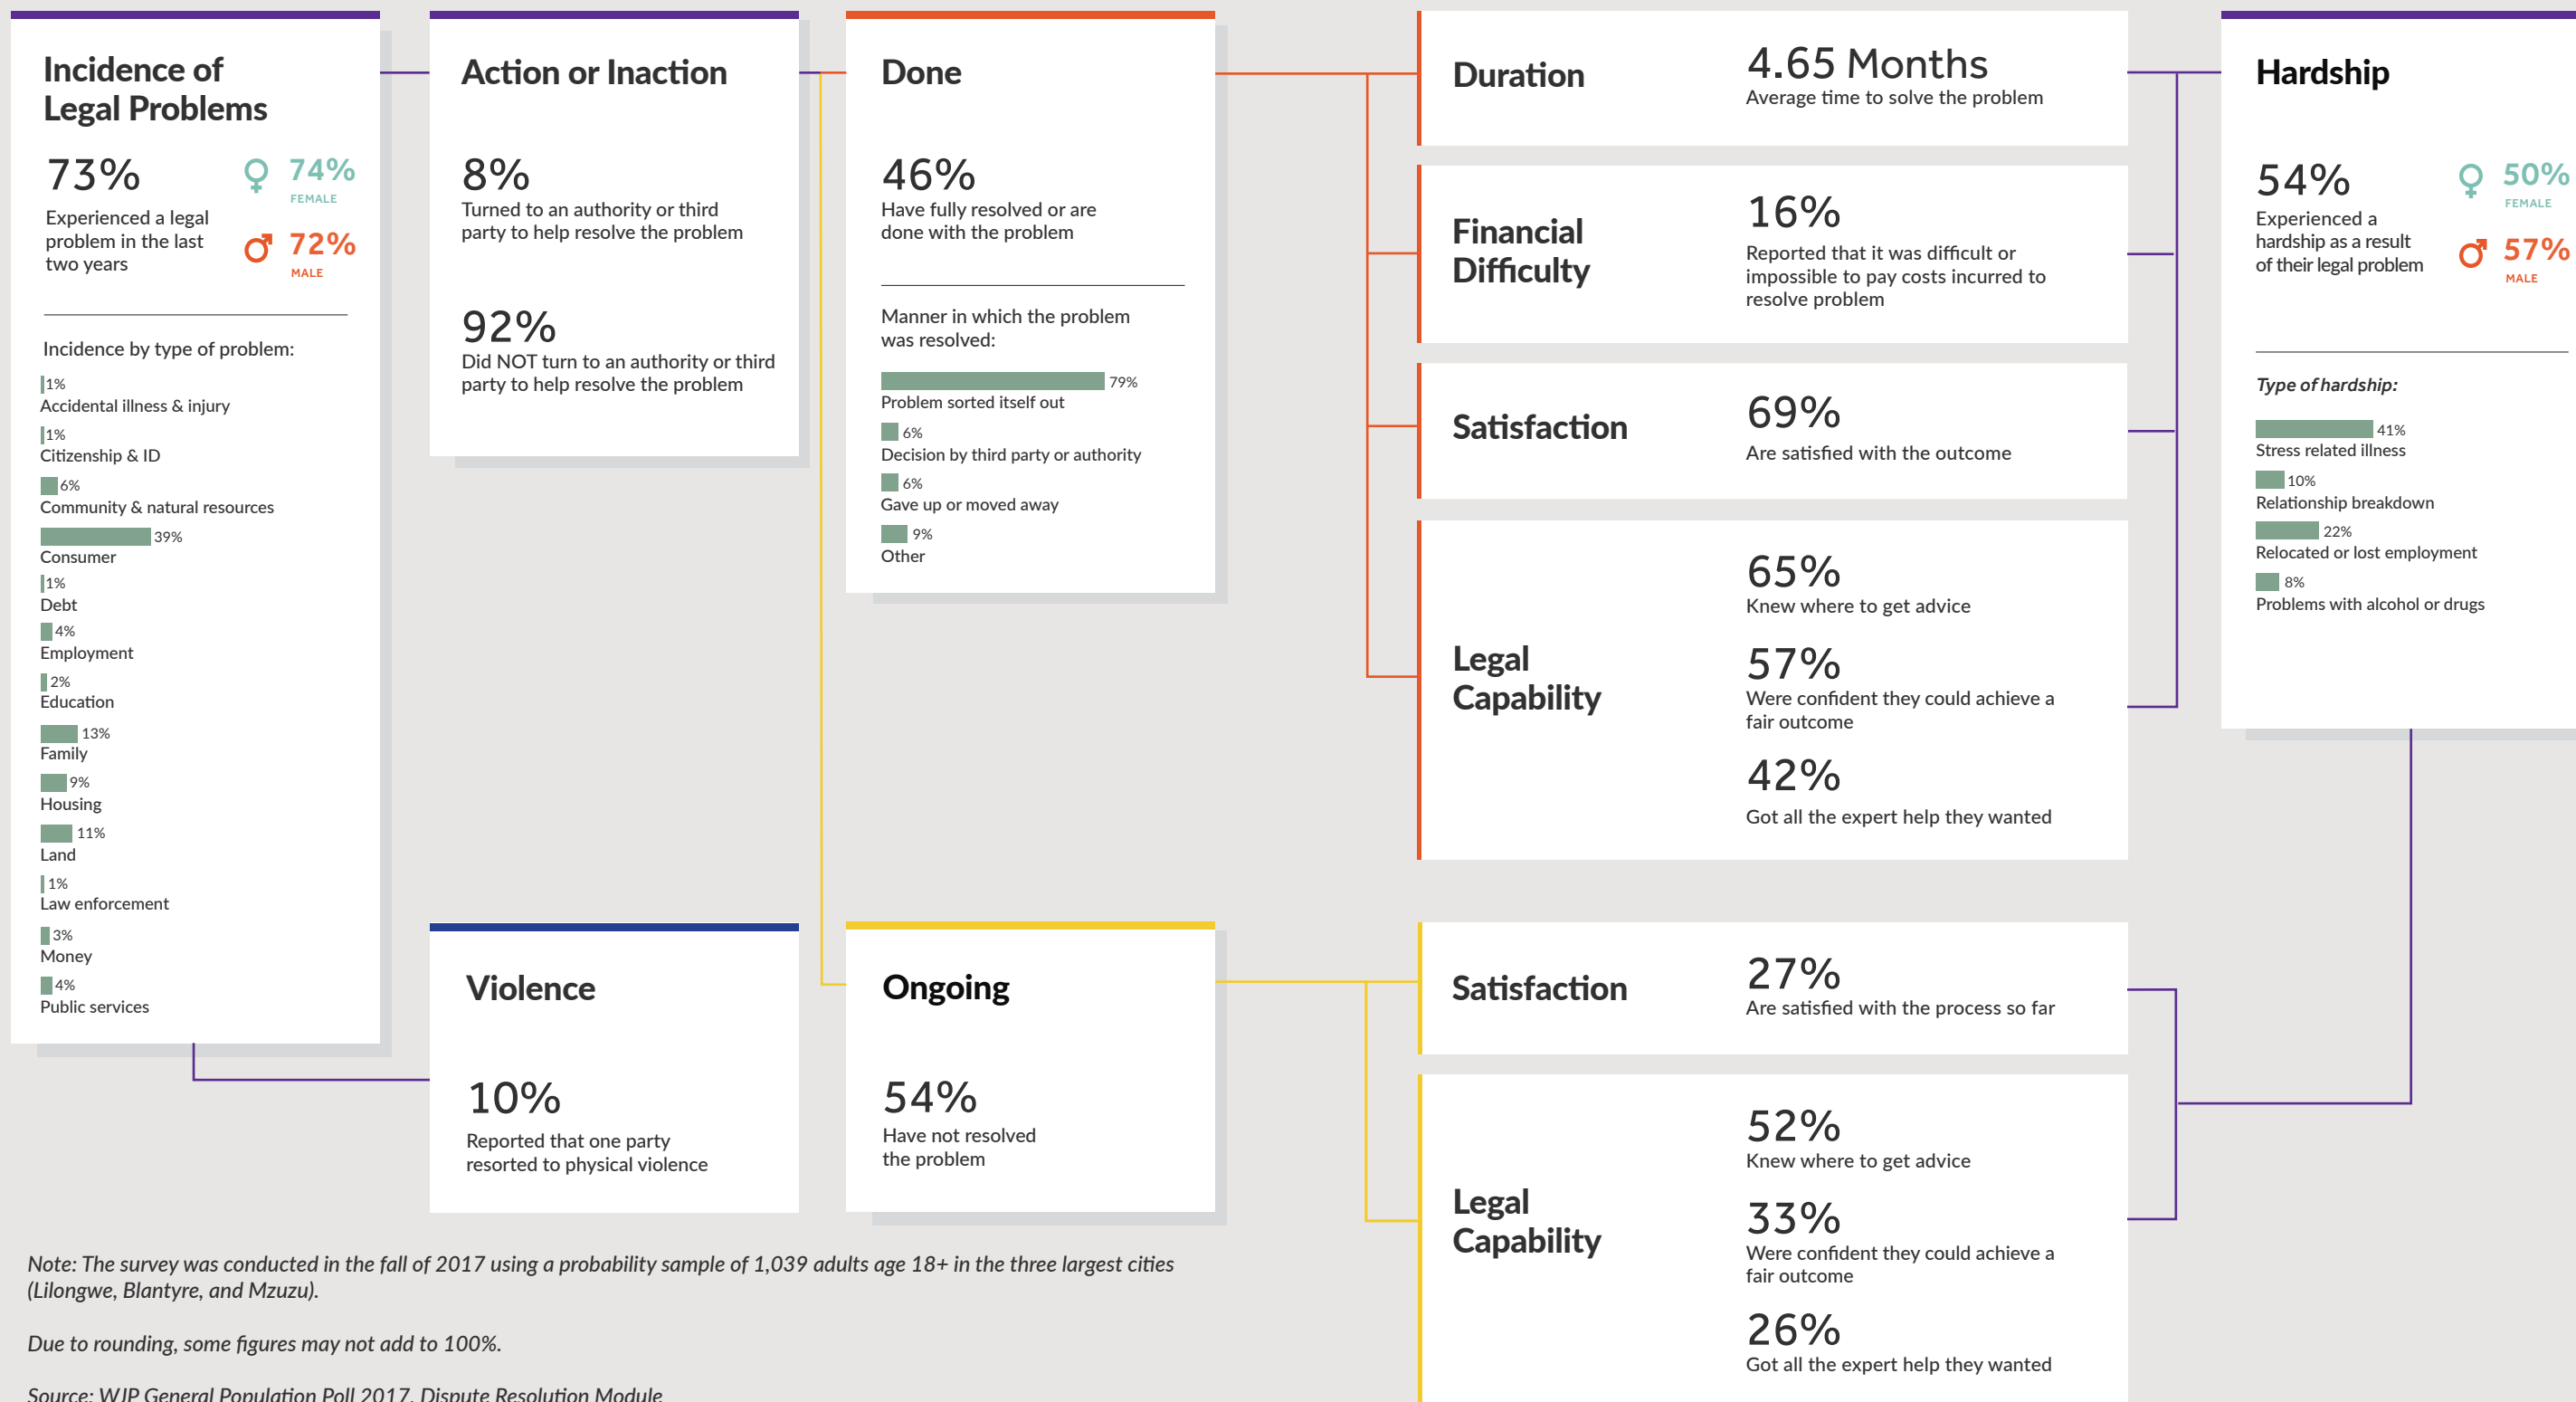 Incidence of
Legal Problems
73%
Experienced a legal
problem in the last
two years
74%
FEMALE
72%
MALE
Incidence by type of problem:
1%
Accidental illness & injury
1%
Citizenship & ID
6%
Community & natural resources
39%
Consumer
1%
Debt
4%
Employment
2%
Education
13%
Family
9%
Housing
11%
Land
1%
Law enforcement
3%
Money
4%
Public services
Action or Inaction
8%
Turned to an authority or third
party to help resolve the problem
92%
Did NOT turn to an authority or third
party to help resolve the problem
Violence
10%
Reported that one party
resorted to physical violence
Done
46%
Have fully resolved or are
done with the problem
Manner in which the problem
was resolved:
79%
Problem sorted itself out
6%
Decision by third party or authority
6%
Gave up or moved away
9%
Other
Ongoing
54%
Have not resolved
the problem
Duration
4.65 Months
Average time to solve the problem
Financial
Difficulty
16%
Reported that it was difficult or
impossible to pay costs incurred to
resolve problem
Satisfaction
69%
Are satisfied with the outcome
Legal
Capability
65%
Knew where to get advice
57%
Were confident they could achieve a
fair outcome
42%
Got all the expert help they wanted
Satisfaction
27%
Are satisfied with the process so far
Legal
Capability
52%
Knew where to get advice
33%
Were confident they could achieve a
fair outcome
26%
Got all the expert help they wanted
Hardship
54%
Experienced a
hardship as a result
of their legal problem
50%
FEMALE
57%
MALE
Type of hardship:
41%
Stress related illness
10%
Relationship breakdown
22%
Relocated or lost employment
8%
Problems with alcohol or drugs
Note: The survey was conducted in the fall of 2017 using a probability sample of 1,039 adults age 18+ in the three largest cities
(Lilongwe, Blantyre, and Mzuzu).
Due to rounding, some figures may not add to 100%.
Source: WJP General Population Poll 2017, Dispute Resolution Module